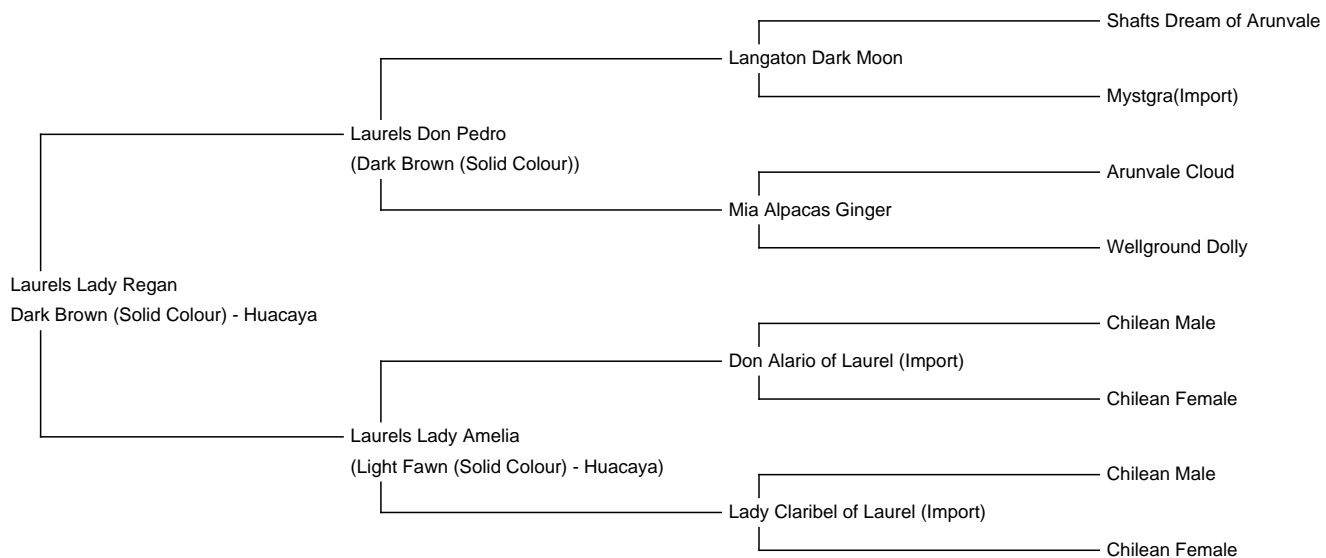 Shafts Dream of Arunvale
Langaton Dark Moon
Mystgra(Import)
Laurels Don Pedro
(Dark Brown (Solid Colour))
Arunvale Cloud
Mia Alpacas Ginger
Wellground Dolly
Laurels Lady Regan
Dark Brown (Solid Colour) - Huacaya
Chilean Male
Don Alario of Laurel (Import)
Chilean Female
Laurels Lady Amelia
(Light Fawn (Solid Colour) - Huacaya)
Chilean Male
Lady Claribel of Laurel (Import)
Chilean Female